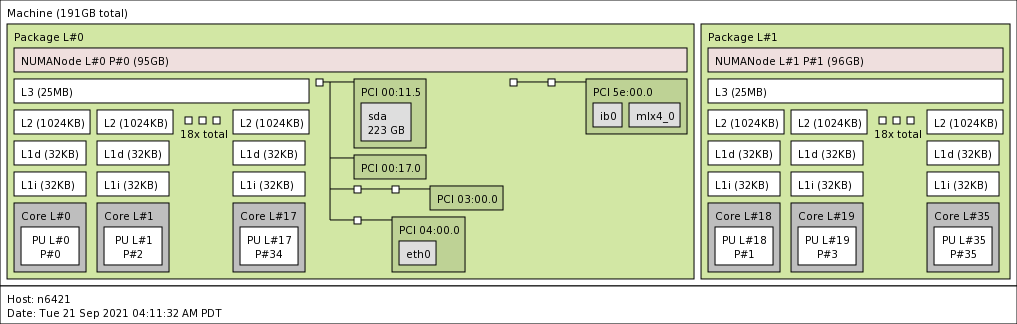 Machine (191GB total)
Package L#0
NUMANode L#0 P#0 (95GB)
L3 (25MB)
L2 (1024KB)
L2 (1024KB)
18x total
L2 (1024KB)
L1d (32KB)
L1d (32KB)
L1d (32KB)
L1i (32KB)
L1i (32KB)
L1i (32KB)
Core L#0
PU L#0
P#0
Core L#1
PU L#1
P#2
Core L#17
PU L#17
P#34
PCI 00:11.5
sda
223 GB
PCI 00:17.0
PCI 03:00.0
PCI 04:00.0
eth0
PCI 5e:00.0
ib0
mlx4_0
Package L#1
NUMANode L#1 P#1 (96GB)
L3 (25MB)
L2 (1024KB)
L2 (1024KB)
18x total
L2 (1024KB)
L1d (32KB)
L1d (32KB)
L1d (32KB)
L1i (32KB)
L1i (32KB)
L1i (32KB)
Core L#18
PU L#18
P#1
Core L#19
PU L#19
P#3
Core L#35
PU L#35
P#35
Host: n6421
Date: Tue 21 Sep 2021 04:11:32 AM PDT